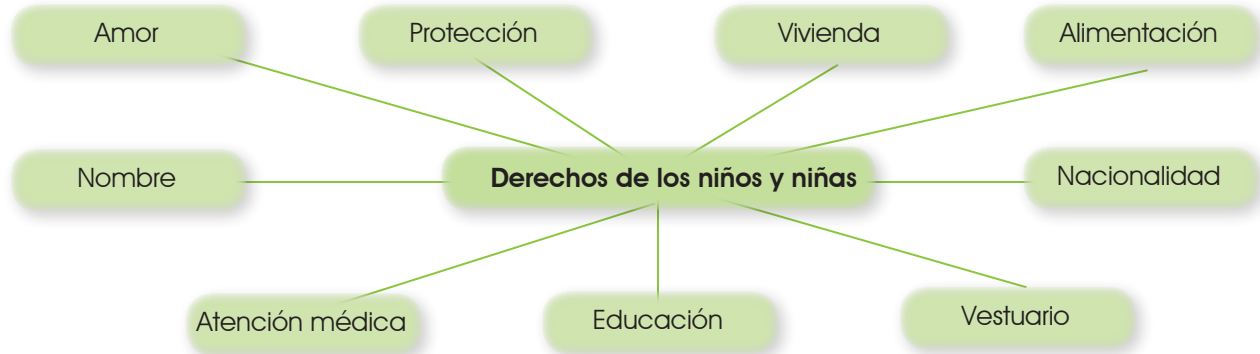 Amor
Protección
Vivienda
Alimentación
Nombre
Derechos de los niños y niñas
Nacionalidad
Atención médica
Educación
Vestuario